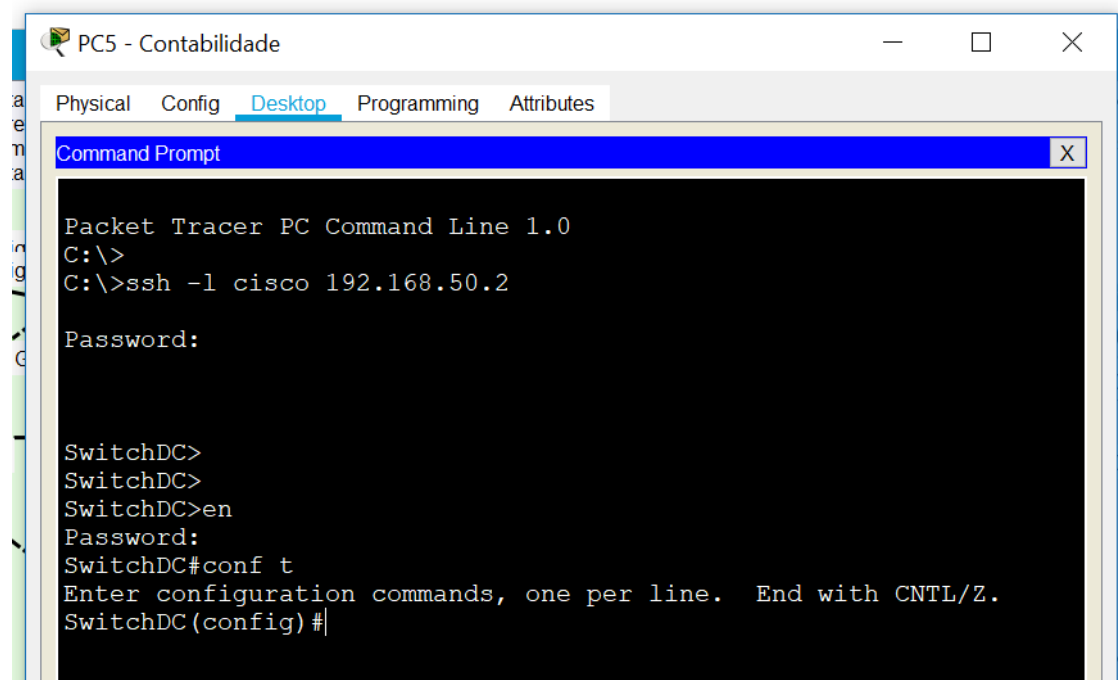 PC5 - Contabilidade
Physical Config Desktop Programming Attributes
Command Prompt X
Packet Tracer PC Command Line 1.0
C:\>
C:\>ssh -l cisco 192.168.50.2
Password:
SwitchDC>
SwitchDC>
SwitchDC>en
Password:
SwitchDC#conf t
Enter configuration commands, one per line.  End with CNTL/Z.
SwitchDC(config)#